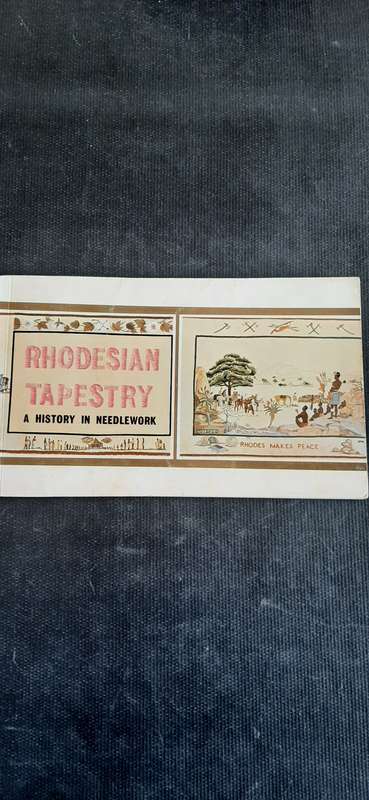 RHODESIAN
TAPESTRY
A HISTORY IN NEEDLEWORK
RHODES MAKES PEACE